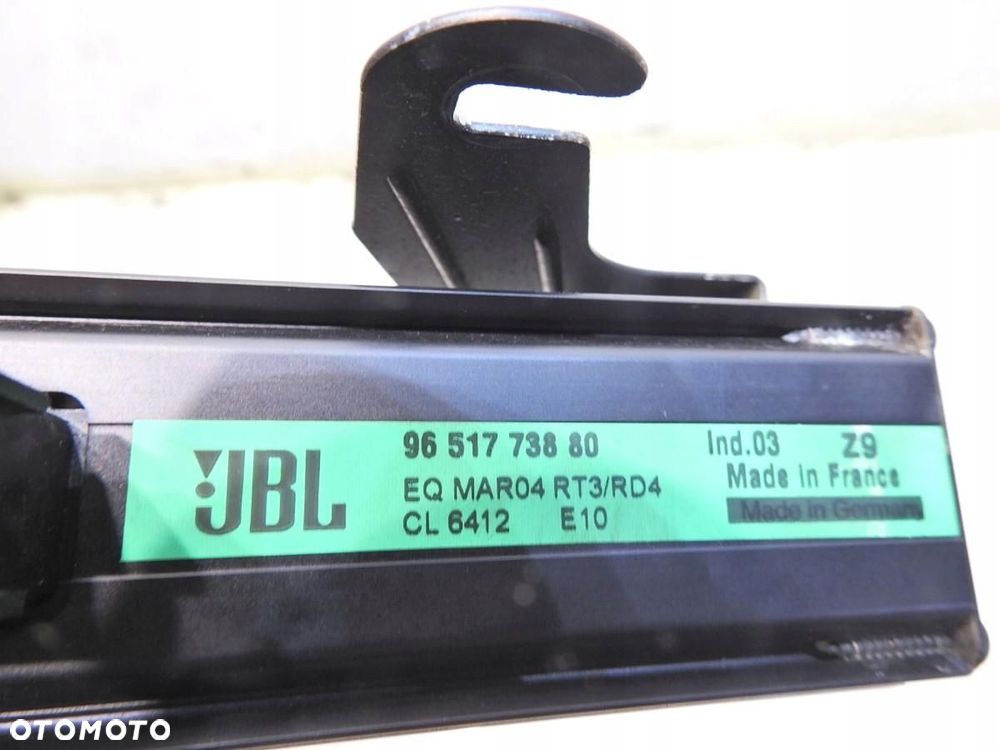 JBL
96 517 738 80
EQ MAR04 RT3/RD4
CL 6412 E10
Ind.03 Z9
Made in France
Made in Germany
OTOMOTO